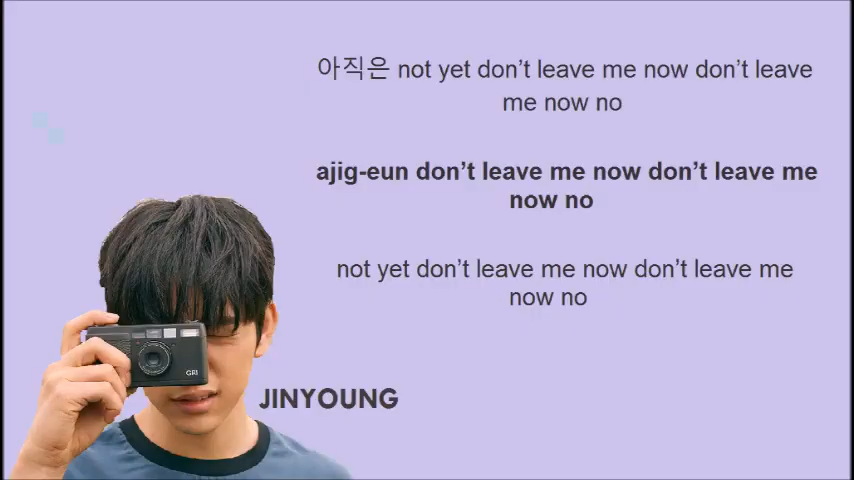 아직은 not yet don’t leave me now don’t leave
me now no
ajig-eun don’t leave me now don’t leave me
now no
not yet don’t leave me now don’t leave me
now no
GR1
JINYOUNG